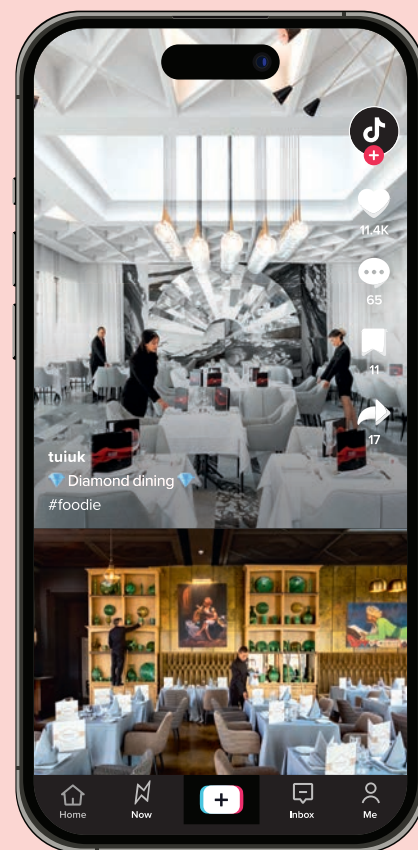 11.4K
65
11
17
tuiuk
💎 Diamond dining 💎
#foodie
Home
Now
Inbox
Me